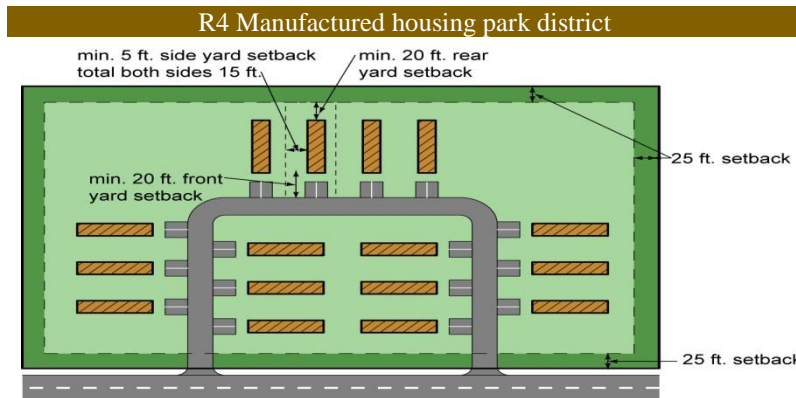 R4 Manufactured housing park district
min. 5 ft. side yard setback
total both sides 15 ft.
min. 20 ft. rear
yard setback
25 ft. setback
min. 20 ft. front
yard setback
25 ft. setback